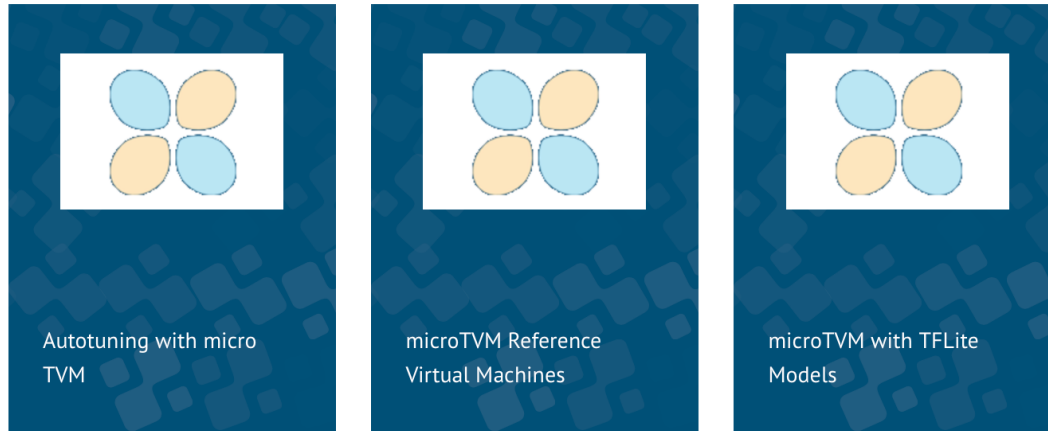 Autotuning with micro
TVM
microTVM Reference
Virtual Machines
microTVM with TFLite
Models